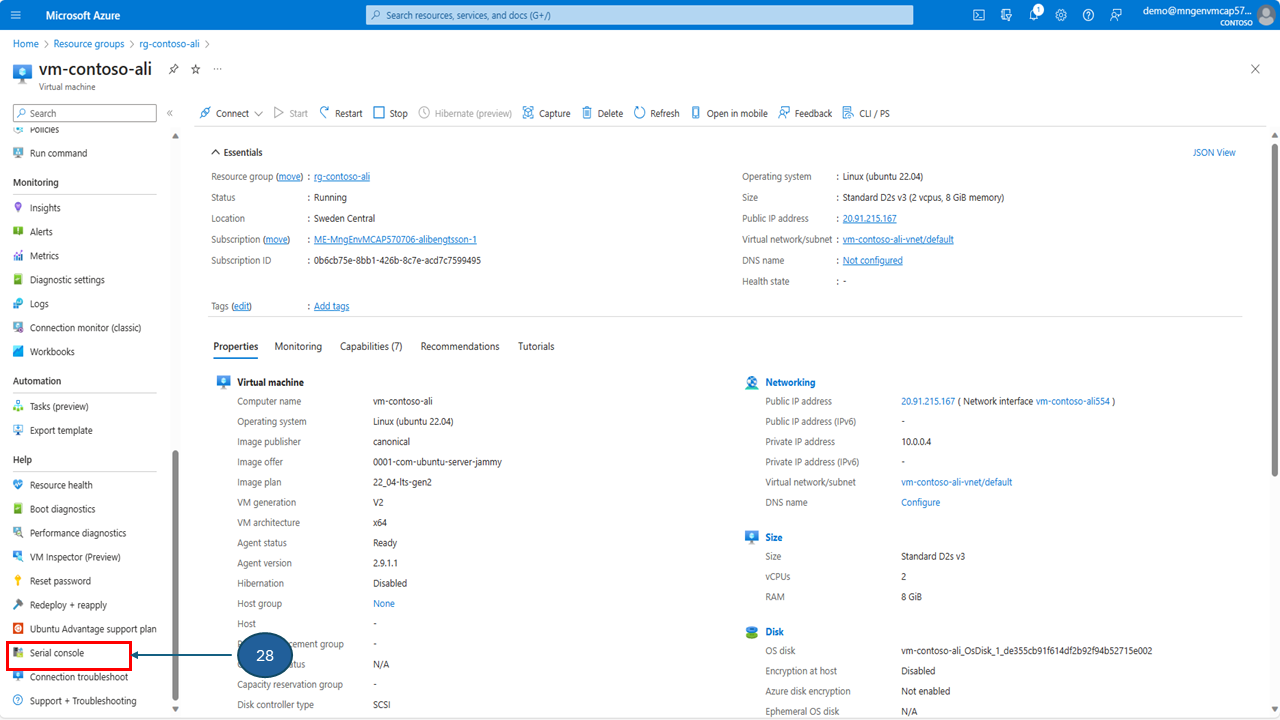 Microsoft Azure
Search resources, services, and docs (G+/)
1
demo@mngenvmcap57...
CONTOSO
Home > Resource groups > rg-contoso-ali >
vm-contoso-ali
Virtual machine
Search
«
Connect
Start
Restart
Stop
Hibernate (preview)
Capture
Delete
Refresh
Open in mobile
Feedback
CLI / PS
Policies
Run command
Monitoring
Insights
Alerts
Metrics
Diagnostic settings
Logs
Connection monitor (classic)
Workbooks
Automation
Tasks (preview)
Export template
Help
Resource health
Boot diagnostics
Performance diagnostics
VM Inspector (Preview)
Reset password
Redeploy + reapply
Ubuntu Advantage support plan
Serial console
Connection troubleshoot
Support + Troubleshooting
28
Essentials
JSON View
Resource group (move) : rg-contoso-ali
Status : Running
Location : Sweden Central
Subscription (move) : ME-MngEnvMCAP570706-alibengtsson-1
Subscription ID : 0b6cb75e-8bb1-426b-8c7e-acd7c7599495
Operating system : Linux (ubuntu 22.04)
Size : Standard D2s v3 (2 vcpus, 8 GiB memory)
Public IP address : 20.91.215.167
Virtual network/subnet : vm-contoso-ali-vnet/default
DNS name : Not configured
Health state : -
Tags (edit) : Add tags
Properties Monitoring Capabilities (7) Recommendations Tutorials
Virtual machine
Computer name vm-contoso-ali
Operating system Linux (ubuntu 22.04)
Image publisher canonical
Image offer 0001-com-ubuntu-server-jammy
Image plan 22_04-lts-gen2
VM generation V2
VM architecture x64
Agent status Ready
Agent version 2.9.1.1
Hibernation Disabled
Host group None
Host -
group -
N/A
Capacity reservation group -
Disk controller type SCSI
Networking
Public IP address 20.91.215.167 ( Network interface vm-contoso-ali554 )
Public IP address (IPv6) -
Private IP address 10.0.0.4
Private IP address (IPv6) -
Virtual network/subnet vm-contoso-ali-vnet/default
DNS name Configure
Size
Size Standard D2s v3
vCPUs 2
RAM 8 GiB
Disk
OS disk vm-contoso-ali_OsDisk_1_de355cb91f614df2b92f94b52715e002
Encryption at host Disabled
Azure disk encryption Not enabled
Ephemeral OS disk N/A